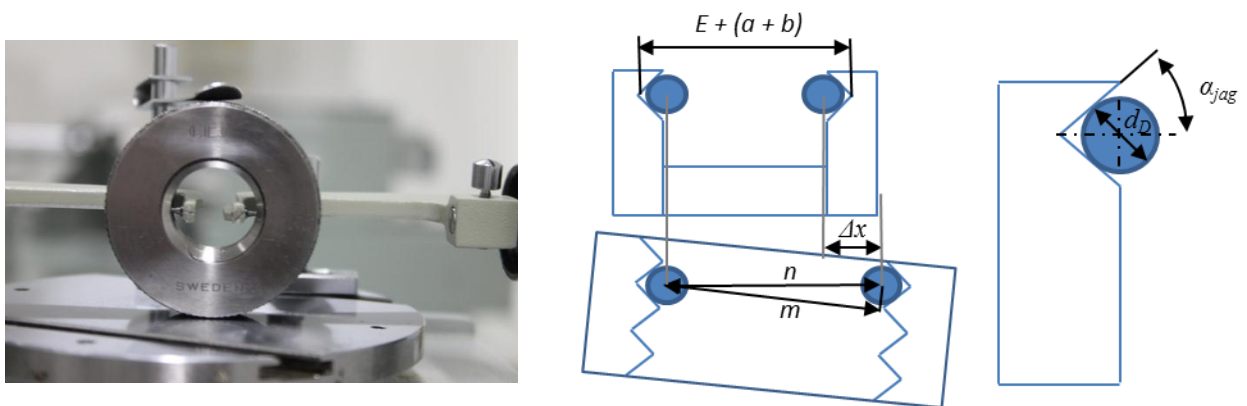 SWEDEN
E + (a + b)
Δx
n
m
α_jag
d_D